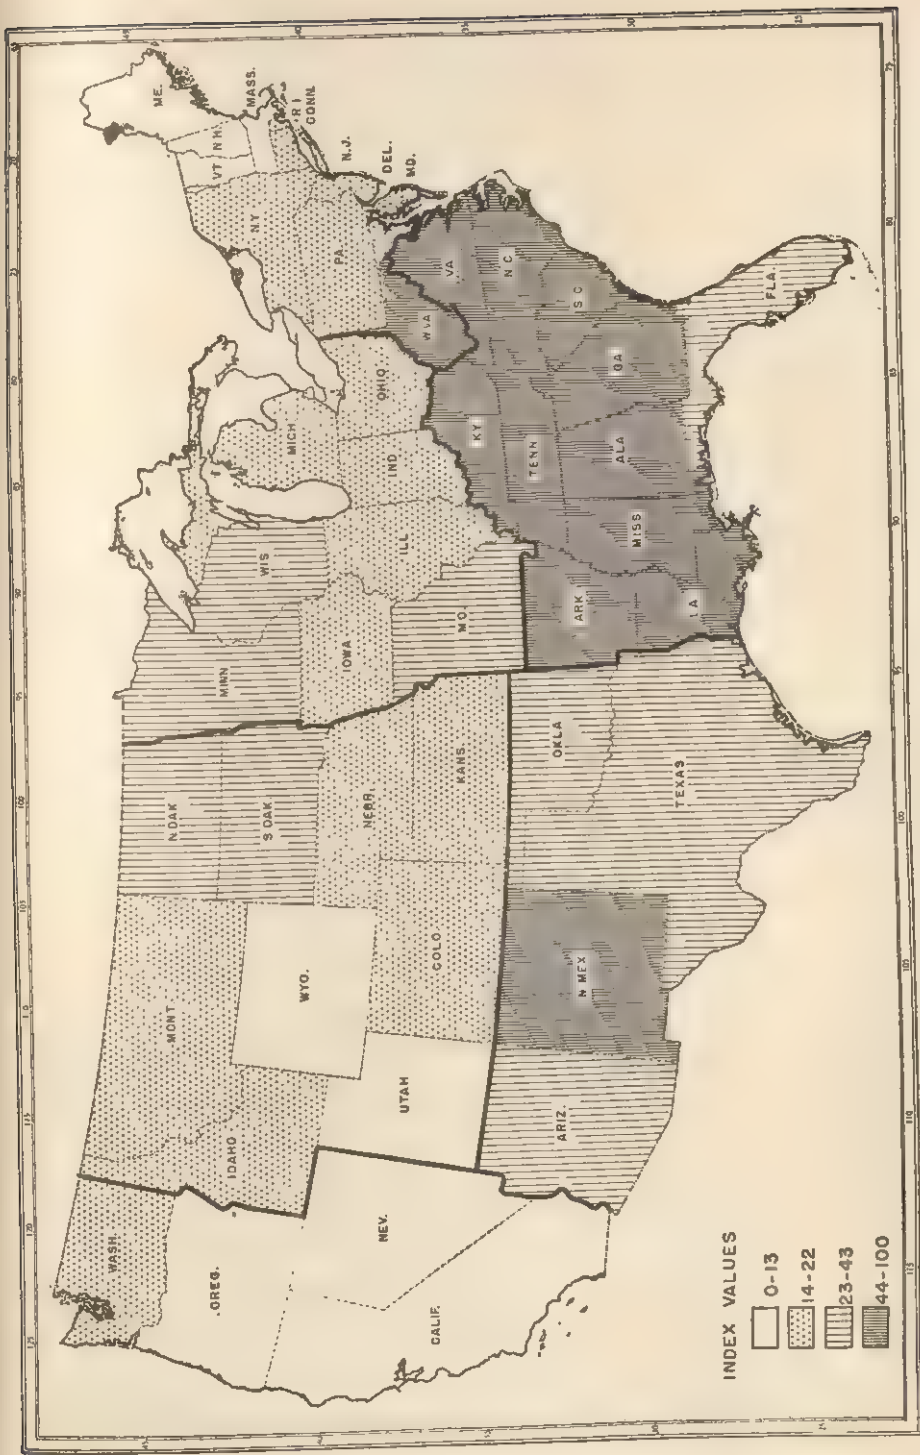 WASH.
OREG.
CALIF.
NEV.
IDAHO
MONT
WYO.
UTAH
COLO
ARIZ.
N MEX
N DAK
S DAK.
NEBR
KANS.
OKLA
TEXAS
MINN
IOWA
MO.
ARK
LA
WIS
ILL
MICH
IND
OHIO
KY
TENN
MISS
ALA
GA
FLA.
S C
N C
VA
W VA
PA
NY
VT
N H
ME.
MASS.
R I
CONN.
N.J.
DEL.
MD.
INDEX VALUES
0-13
14-22
23-43
44-100